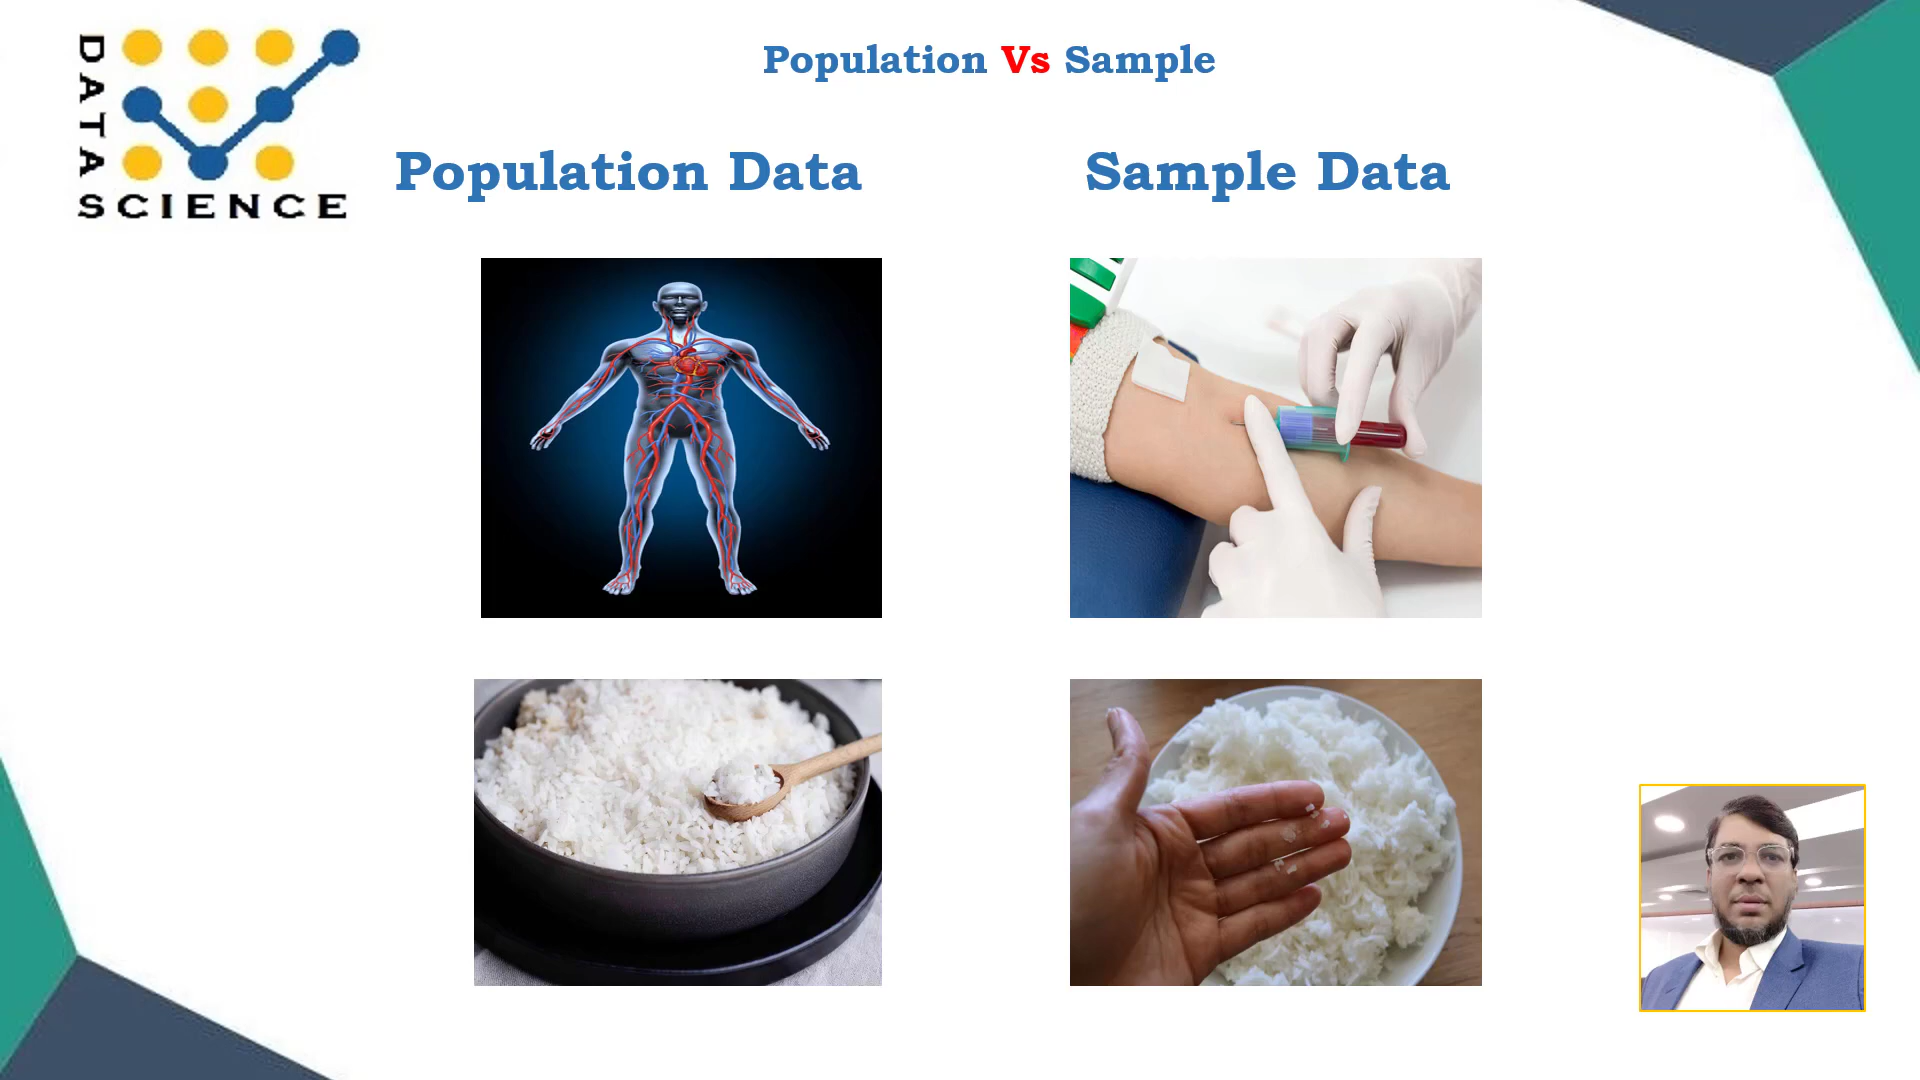 DATA
SCIENCE
Population Vs Sample
Population Data
Sample Data